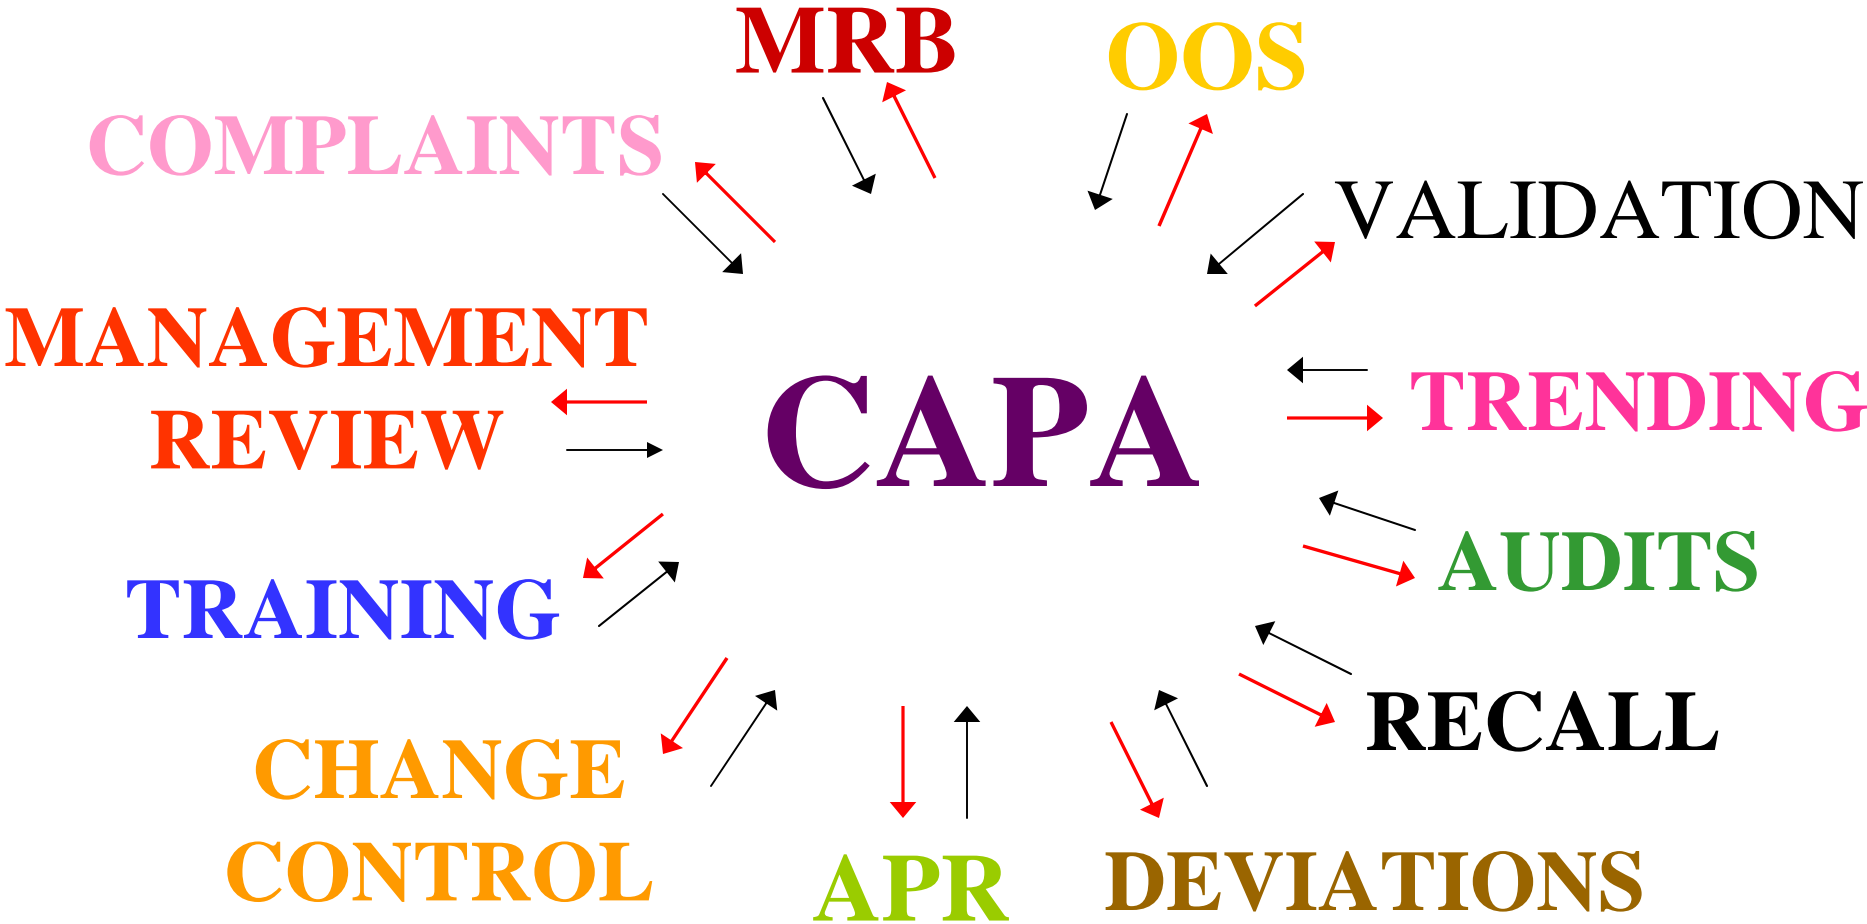 MRB
OOS
COMPLAINTS
VALIDATION
MANAGEMENT
REVIEW
CAPA
TRENDING
TRAINING
AUDITS
RECALL
CHANGE
CONTROL
APR
DEVIATIONS